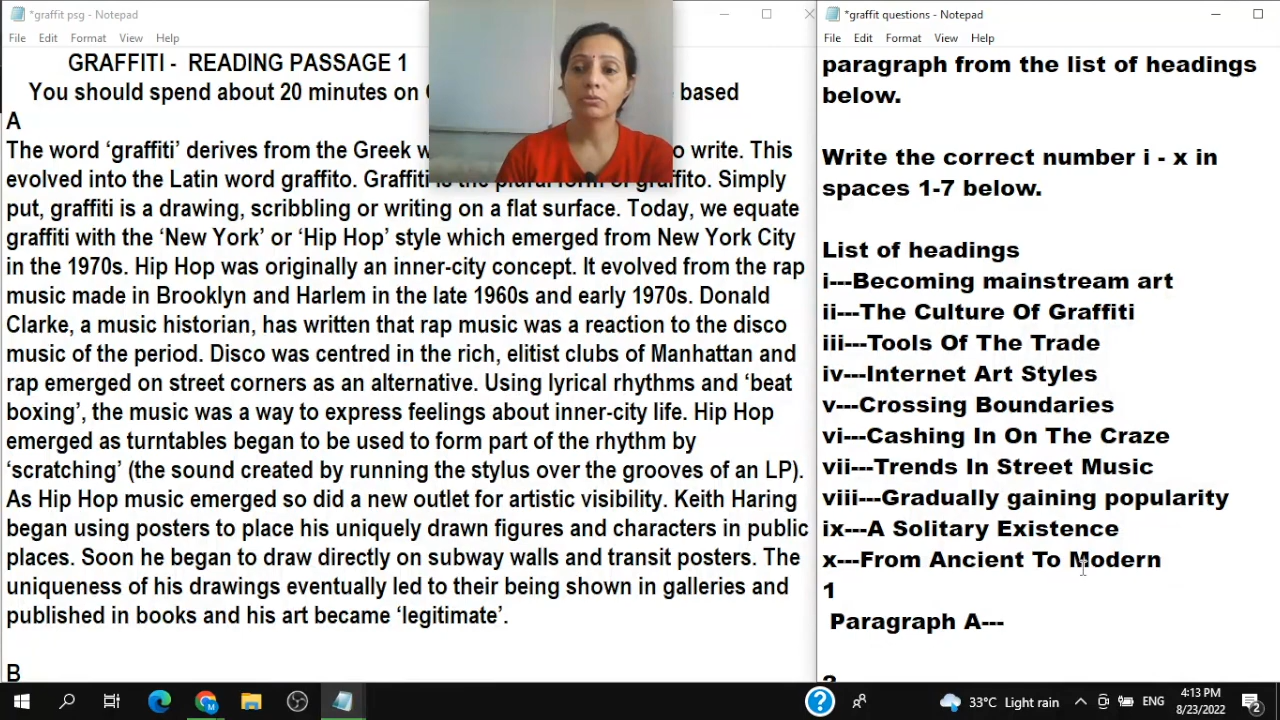 *graffit psg - Notepad
File Edit Format View Help
GRAFFITI - READING PASSAGE 1
You should spend about 20 minutes on based
A
The word ‘graffiti’ derives from the Greek to write. This
evolved into the Latin word graffito. Graffiti is the plural form of graffito. Simply
put, graffiti is a drawing, scribbling or writing on a flat surface. Today, we equate
graffiti with the ‘New York’ or ‘Hip Hop’ style which emerged from New York City
in the 1970s. Hip Hop was originally an inner-city concept. It evolved from the rap
music made in Brooklyn and Harlem in the late 1960s and early 1970s. Donald
Clarke, a music historian, has written that rap music was a reaction to the disco
music of the period. Disco was centred in the rich, elitist clubs of Manhattan and
rap emerged on street corners as an alternative. Using lyrical rhythms and ‘beat
boxing’, the music was a way to express feelings about inner-city life. Hip Hop
emerged as turntables began to be used to form part of the rhythm by
‘scratching’ (the sound created by running the stylus over the grooves of an LP).
As Hip Hop music emerged so did a new outlet for artistic visibility. Keith Haring
began using posters to place his uniquely drawn figures and characters in public
places. Soon he began to draw directly on subway walls and transit posters. The
uniqueness of his drawings eventually led to their being shown in galleries and
published in books and his art became ‘legitimate’.
B
*graffit questions - Notepad
File Edit Format View Help
paragraph from the list of headings
below.
Write the correct number i - x in
spaces 1-7 below.
List of headings
i---Becoming mainstream art
ii---The Culture Of Graffiti
iii---Tools Of The Trade
iv---Internet Art Styles
v---Crossing Boundaries
vi---Cashing In On The Craze
vii---Trends In Street Music
viii---Gradually gaining popularity
ix---A Solitary Existence
x---From Ancient To Modern
1
Paragraph A---
33°C Light rain
ENG
4:13 PM
8/23/2022
2